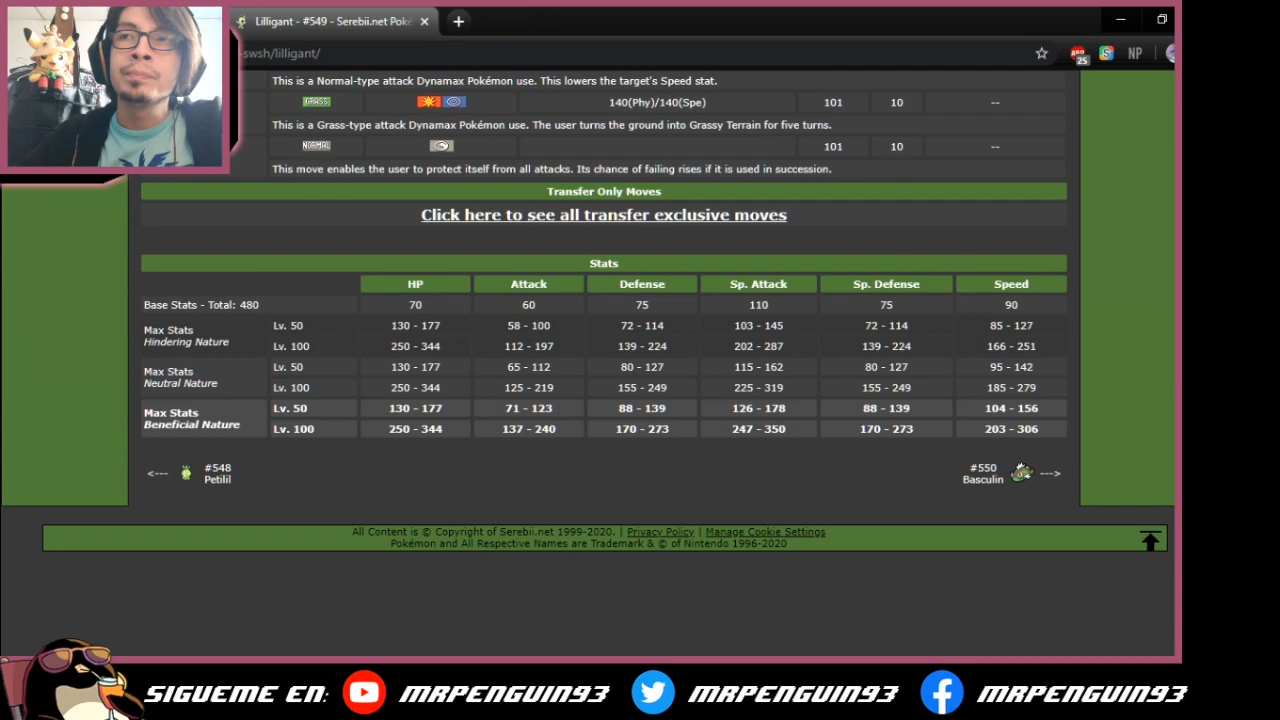 Lilligant - #549 - Serebii.net Pok
-swsh/lilligant/
25
NP
This is a Normal-type attack Dynamax Pokémon use. This lowers the target's Speed stat.
GRASS 140(Phy)/140(Spe) 101 10 --
This is a Grass-type attack Dynamax Pokémon use. The user turns the ground into Grassy Terrain for five turns.
NORMAL 101 10 --
This move enables the user to protect itself from all attacks. Its chance of failing rises if it is used in succession.
Transfer Only Moves
Click here to see all transfer exclusive moves
Stats
HP Attack Defense Sp. Attack Sp. Defense Speed
Base Stats - Total: 480 70 60 75 110 75 90
Max Stats
Hindering Nature
Lv. 50 130 - 177 58 - 100 72 - 114 103 - 145 72 - 114 85 - 127
Lv. 100 250 - 344 112 - 197 139 - 224 202 - 287 139 - 224 166 - 251
Max Stats
Neutral Nature
Lv. 50 130 - 177 65 - 112 80 - 127 115 - 162 80 - 127 95 - 142
Lv. 100 250 - 344 125 - 219 155 - 249 225 - 319 155 - 249 185 - 279
Max Stats
Beneficial Nature
Lv. 50 130 - 177 71 - 123 88 - 139 126 - 178 88 - 139 104 - 156
Lv. 100 250 - 344 137 - 240 170 - 273 247 - 350 170 - 273 203 - 306
<--- #548
Petilil
#550 --->
Basculin
All Content is © Copyright of Serebii.net 1999-2020. | Privacy Policy | Manage Cookie Settings
Pokémon and All Respective Names are Trademark & © of Nintendo 1996-2020
SIGUEME EN: MRPENGUIN93 MRPENGUIN93 MRPENGUIN93